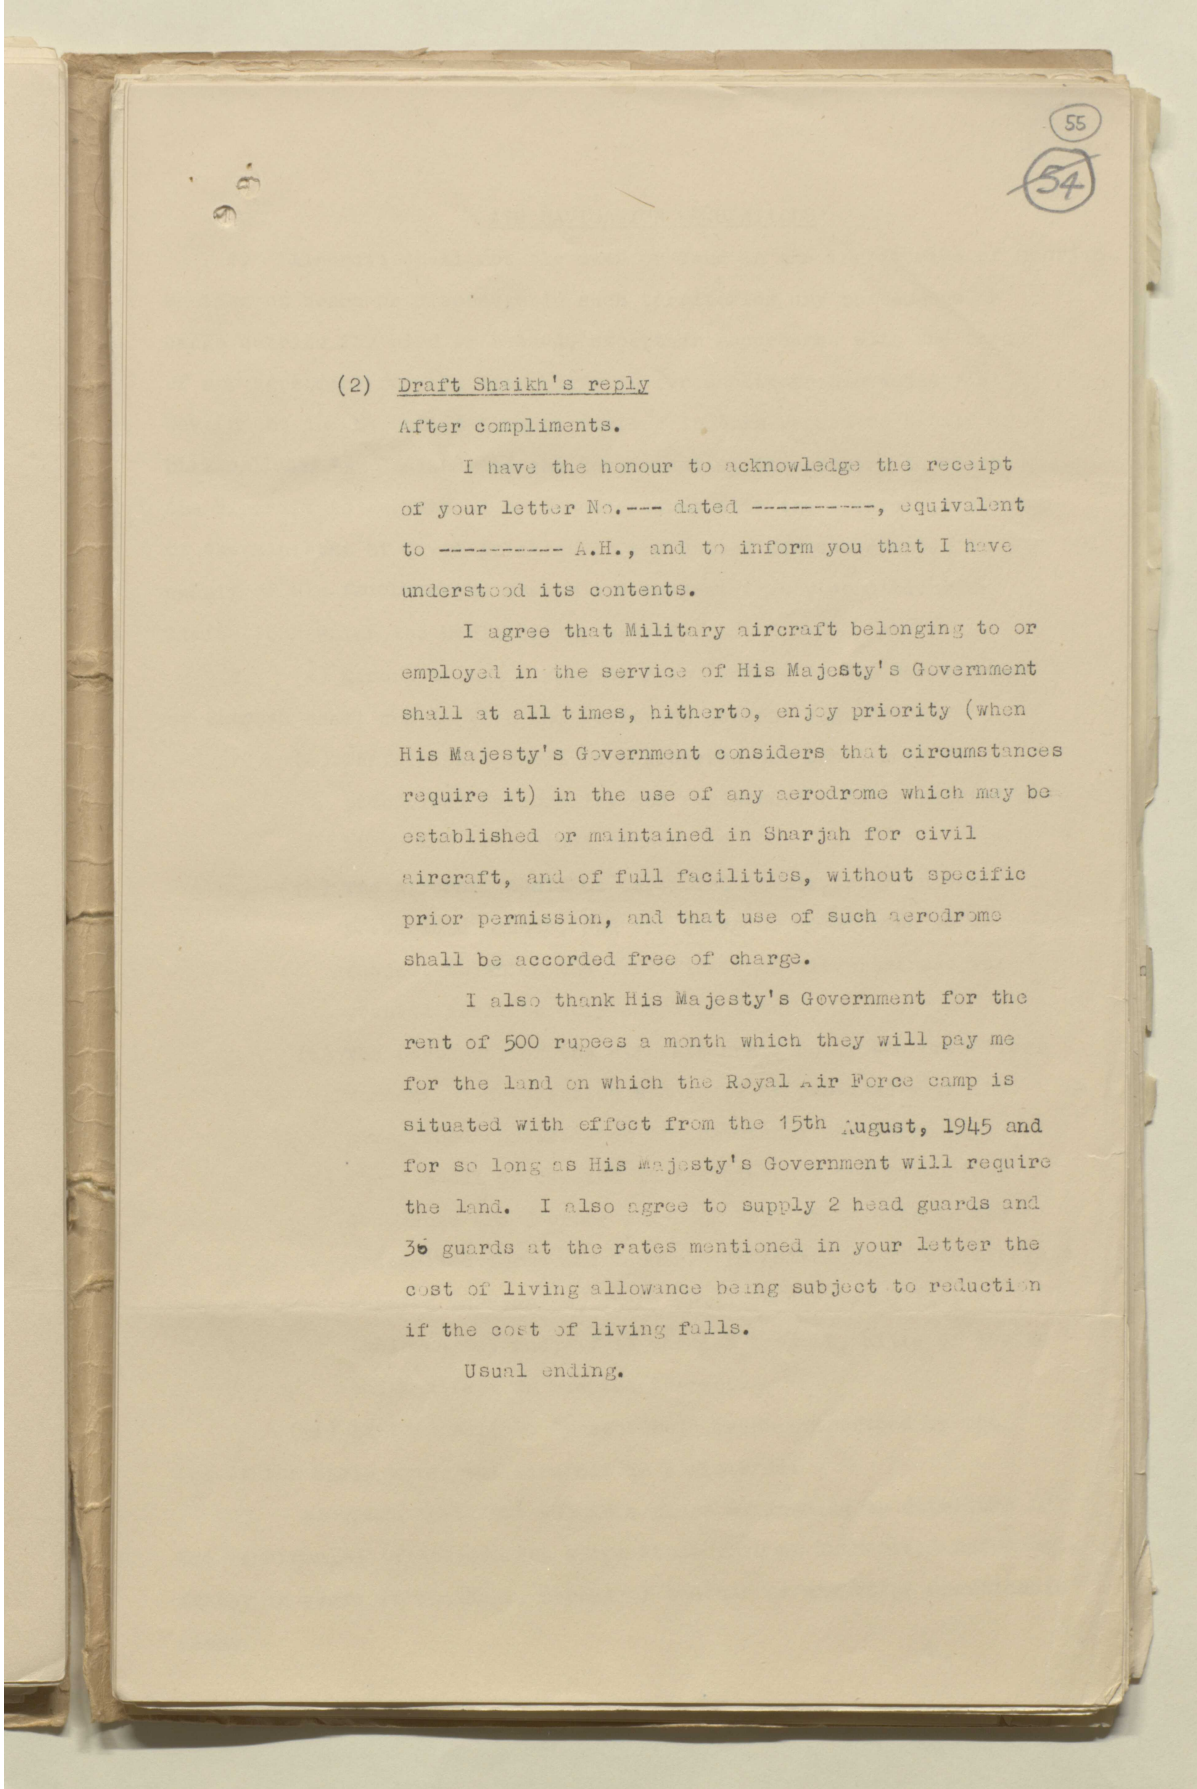 55
54
(2) Draft Shaikh's reply
After compliments.
I have the honour to acknowledge the receipt
of your letter No.--- dated ----------, equivalent
to ---------- A.H., and to inform you that I have
understood its contents.
I agree that Military aircraft belonging to or
employed in the service of His Majesty's Government
shall at all times, hitherto, enjoy priority (when
His Majesty's Government considers that circumstances
require it) in the use of any aerodrome which may be
established or maintained in Sharjah for civil
aircraft, and of full facilities, without specific
prior permission, and that use of such aerodrome
shall be accorded free of charge.
I also thank His Majesty's Government for the
rent of 500 rupees a month which they will pay me
for the land on which the Royal Air Force camp is
situated with effect from the 15th August, 1945 and
for so long as His Majesty's Government will require
the land. I also agree to supply 2 head guards and
36 guards at the rates mentioned in your letter the
cost of living allowance being subject to reduction
if the cost of living falls.
Usual ending.